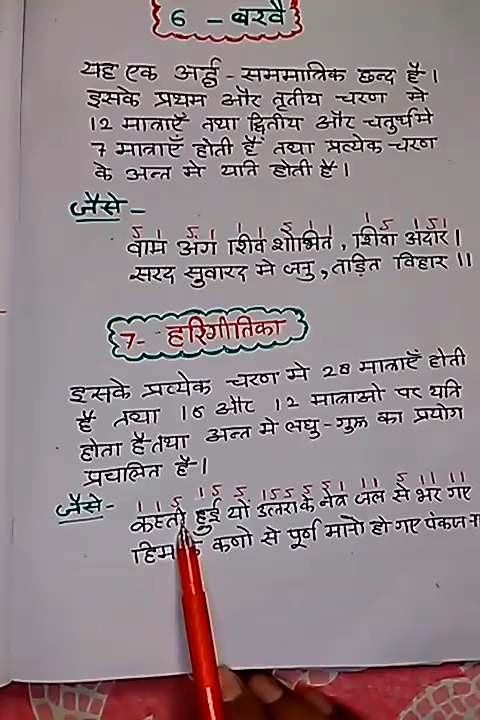 6 - बरवै
यह एक अर्द्ध - सममात्रिक छन्द है।
इसके प्रथम और तृतीय चरण मे
12 मात्राएँ तथा द्वितीय और चतुर्थ मे
7 मात्राएँ होती हैं तथा प्रत्येक चरण
के अन्त मे यति होती है।
जैसे -
वाम अंग शिव शोभित, शिवा उदार।
सरद सुवारद मे जनु, तड़ित विहार ॥
7- हरिगीतिका
इसके प्रत्येक चरण मे 28 मात्राएँ होती
है तथा 16 और 12 मात्राओ पर यति
होता है तथा अन्त मे लघु-गुरू का प्रयोग
प्रचलित है।
जैसे - कहती हुई यों उत्तरा के नेत्र जल से भर गए
कणो से पूर्ण मानो हो गए पंकज